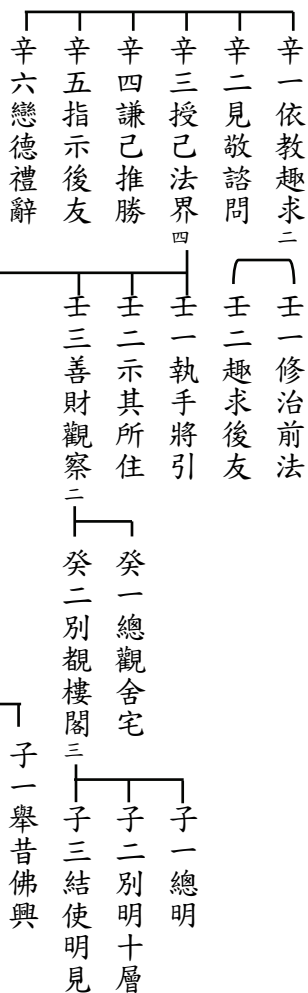 辛一依教趣求二
辛二見敬諮問
辛三授己法界四
辛四謙己推勝
辛五指示後友
辛六戀德禮辭
壬一修治前法
壬二趣求後友
壬一執手將引
壬二示其所住
壬三善財觀察二
癸一總觀舍宅
癸二別覩樓閣三
子一總明
子二別明十層
子三結使明見
子一舉昔佛興